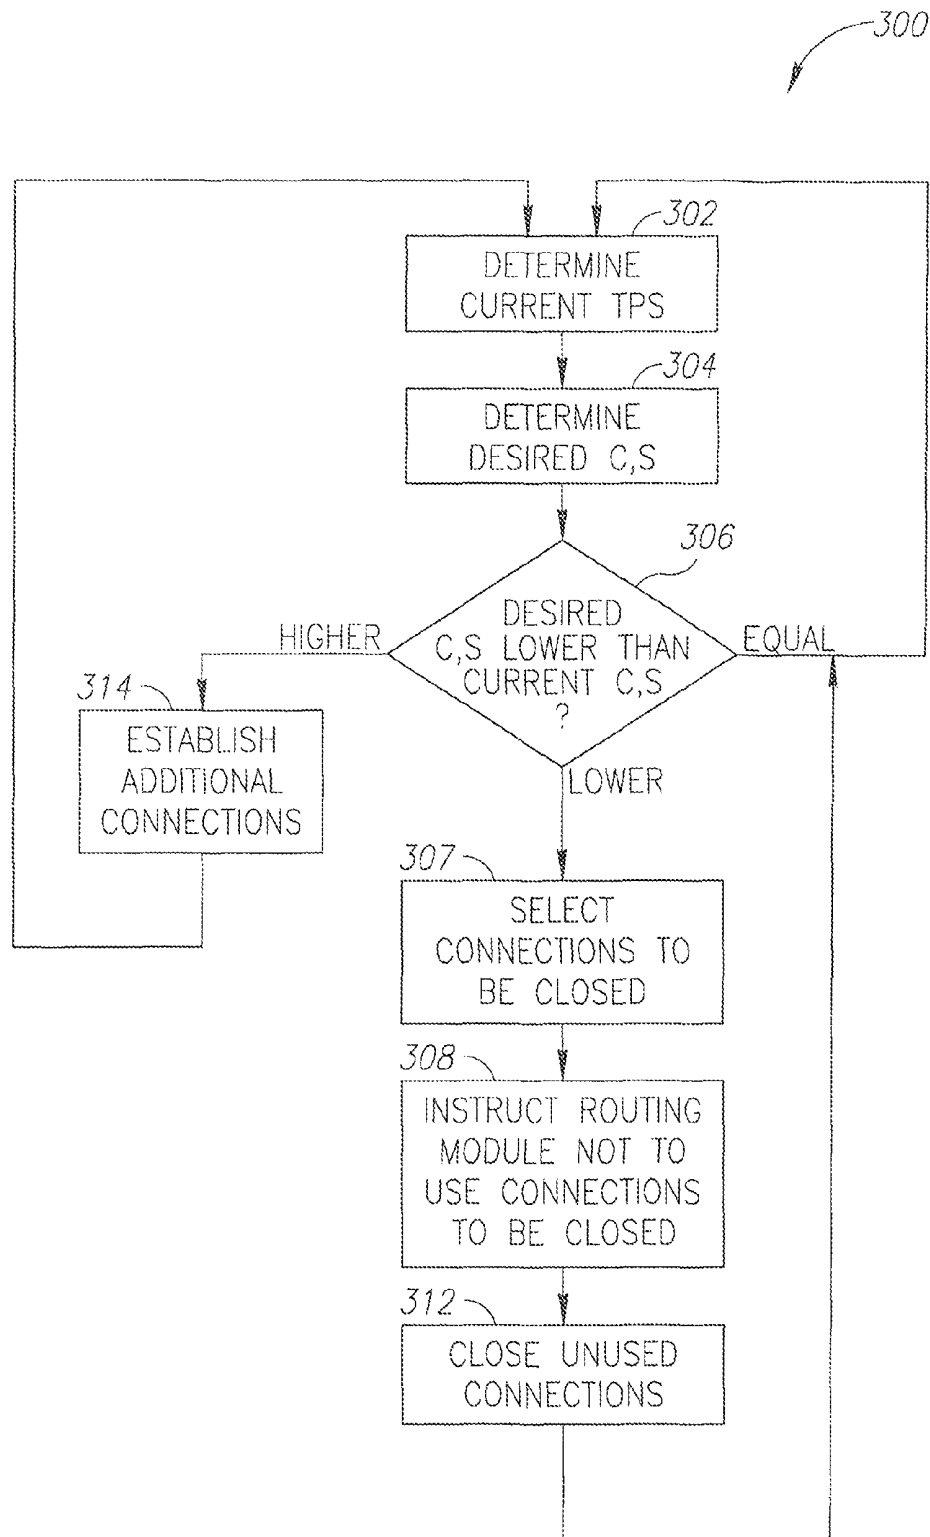 300
302
DETERMINE
CURRENT TPS
304
DETERMINE
DESIRED C,S
306
DESIRED
C,S LOWER THAN
CURRENT C,S
?
HIGHER
EQUAL
LOWER
314
ESTABLISH
ADDITIONAL
CONNECTIONS
307
SELECT
CONNECTIONS TO
BE CLOSED
308
INSTRUCT ROUTING
MODULE NOT TO
USE CONNECTIONS
TO BE CLOSED
312
CLOSE UNUSED
CONNECTIONS